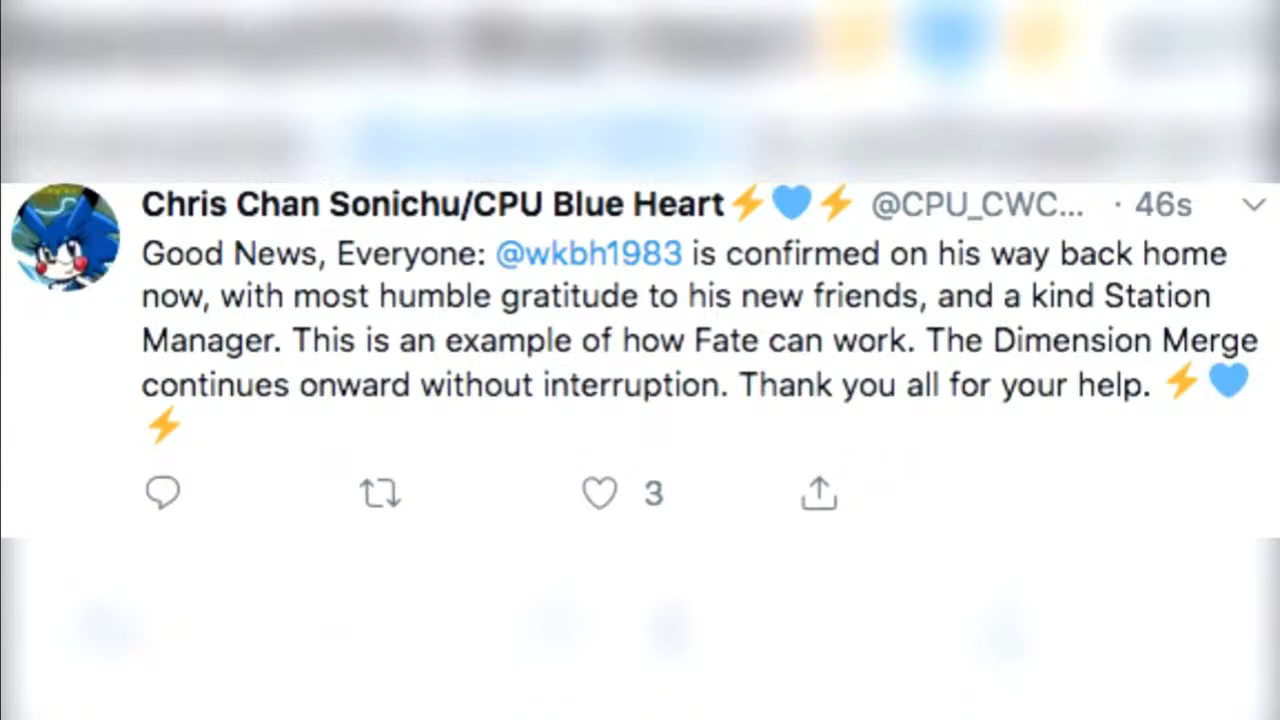 Chris Chan Sonichu/CPU Blue Heart⚡💙⚡ @CPU_CWC... · 46s
Good News, Everyone: @wkbh1983 is confirmed on his way back home
now, with most humble gratitude to his new friends, and a kind Station
Manager. This is an example of how Fate can work. The Dimension Merge
continues onward without interruption. Thank you all for your help. ⚡💙
⚡
3